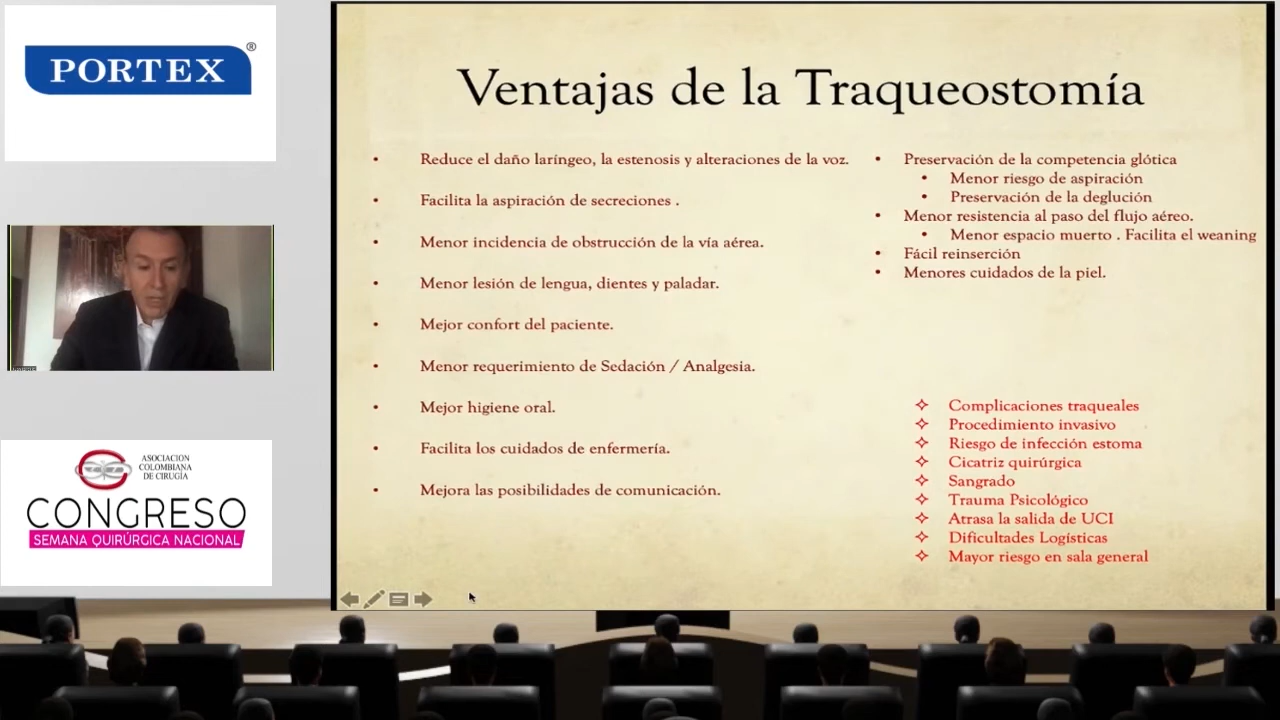 PORTEX®
ASOCIACION
COLOMBIANA
DE CIRUGÍA
CONGRESO
SEMANA QUIRÚRGICA NACIONAL
Ventajas de la Traqueostomía
• Reduce el daño laríngeo, la estenosis y alteraciones de la voz.
• Facilita la aspiración de secreciones .
• Menor incidencia de obstrucción de la vía aérea.
• Menor lesión de lengua, dientes y paladar.
• Mejor confort del paciente.
• Menor requerimiento de Sedación / Analgesia.
• Mejor higiene oral.
• Facilita los cuidados de enfermería.
• Mejora las posibilidades de comunicación.
• Preservación de la competencia glótica
• Menor riesgo de aspiración
• Preservación de la deglución
• Menor resistencia al paso del flujo aéreo.
• Menor espacio muerto . Facilita el weaning
• Fácil reinserción
• Menores cuidados de la piel.
✧ Complicaciones traqueales
✧ Procedimiento invasivo
✧ Riesgo de infección estoma
✧ Cicatriz quirúrgica
✧ Sangrado
✧ Trauma Psicológico
✧ Atrasa la salida de UCI
✧ Dificultades Logísticas
✧ Mayor riesgo en sala general